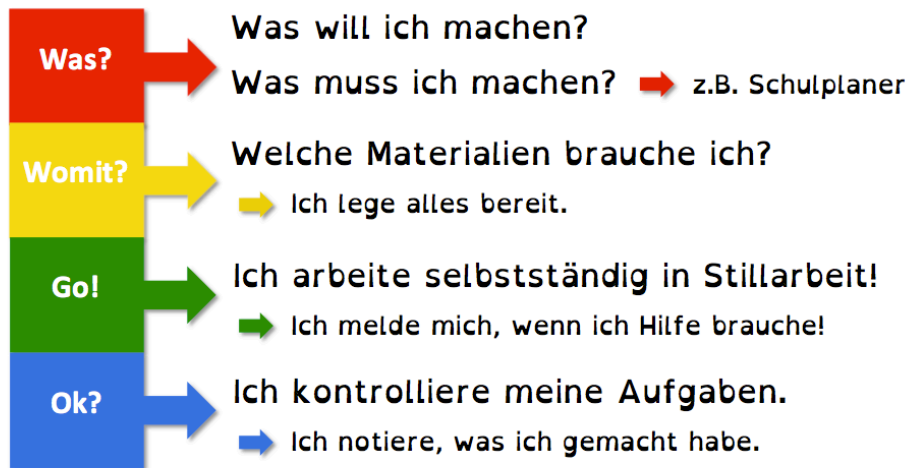 Was?
Was will ich machen?
Was muss ich machen? z.B. Schulplaner
Womit?
Welche Materialien brauche ich?
Ich lege alles bereit.
Go!
Ich arbeite selbstständig in Stillarbeit!
Ich melde mich, wenn ich Hilfe brauche!
Ok?
Ich kontrolliere meine Aufgaben.
Ich notiere, was ich gemacht habe.